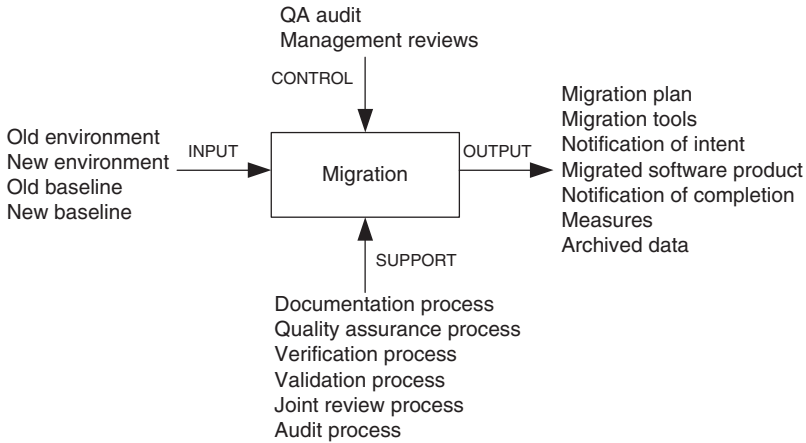 QA audit
Management reviews
CONTROL
Old environment
New environment
Old baseline
New baseline
INPUT
Migration
OUTPUT
Migration plan
Migration tools
Notification of intent
Migrated software product
Notification of completion
Measures
Archived data
SUPPORT
Documentation process
Quality assurance process
Verification process
Validation process
Joint review process
Audit process